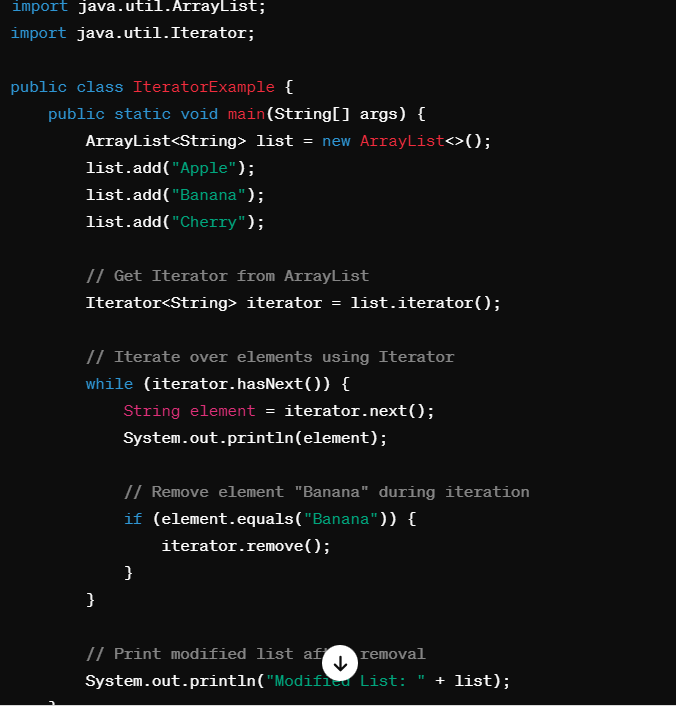 import java.util.ArrayList;
import java.util.Iterator;
public class IteratorExample {
public static void main(String[] args) {
ArrayList<String> list = new ArrayList<>();
list.add("Apple");
list.add("Banana");
list.add("Cherry");
// Get Iterator from ArrayList
Iterator<String> iterator = list.iterator();
// Iterate over elements using Iterator
while (iterator.hasNext()) {
String element = iterator.next();
System.out.println(element);
// Remove element "Banana" during iteration
if (element.equals("Banana")) {
iterator.remove();
}
}
// Print modified list after removal
System.out.println("Modified List: " + list);
}